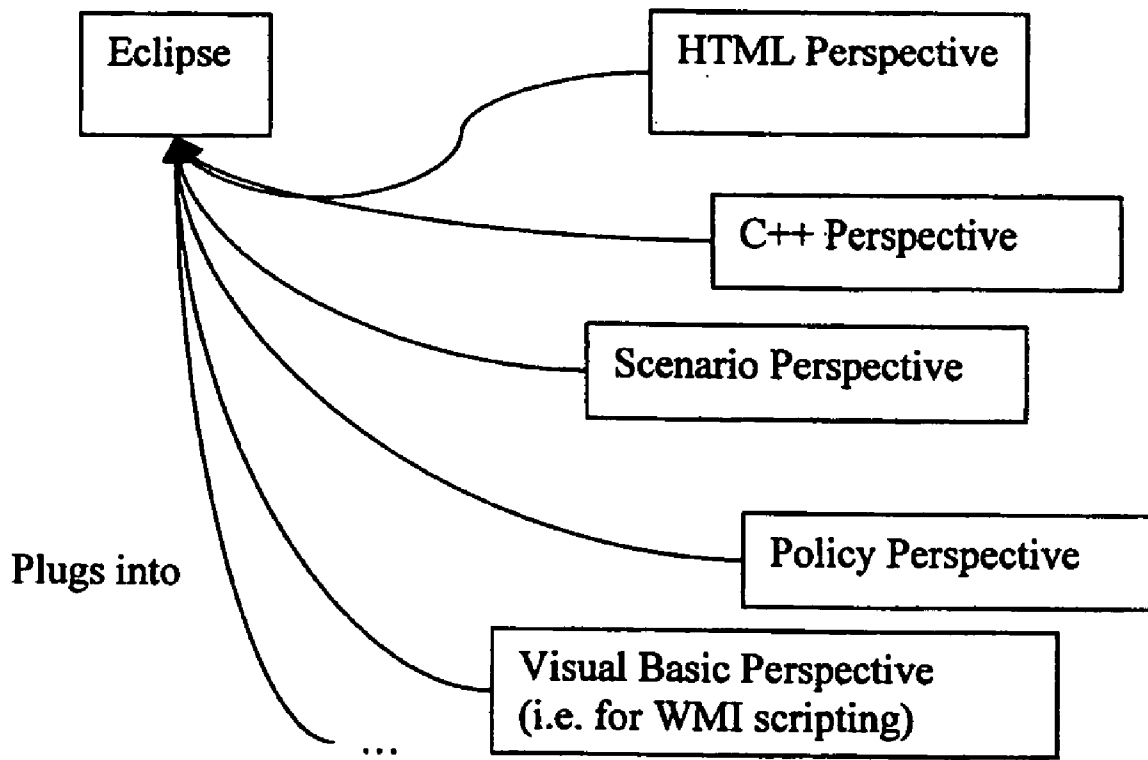 Eclipse
HTML Perspective
C++ Perspective
Scenario Perspective
Policy Perspective
Plugs into
Visual Basic Perspective
(i.e. for WMI scripting)
...